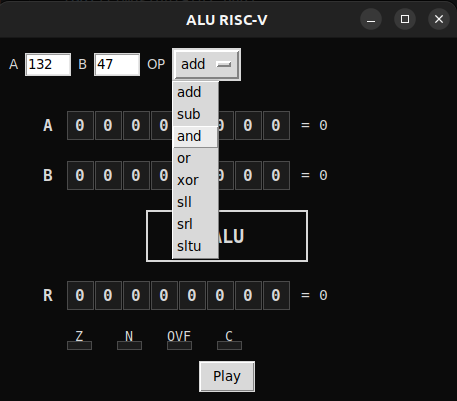 ALU RISC-V
A 132 B 47 OP add
add
sub
and
or
xor
sll
srl
sltu
A 0 0 0 0 0 0 0 = 0
B 0 0 0 0 0 0 0 = 0
ALU
R 0 0 0 0 0 0 0 0 = 0
Z N OVF C
Play